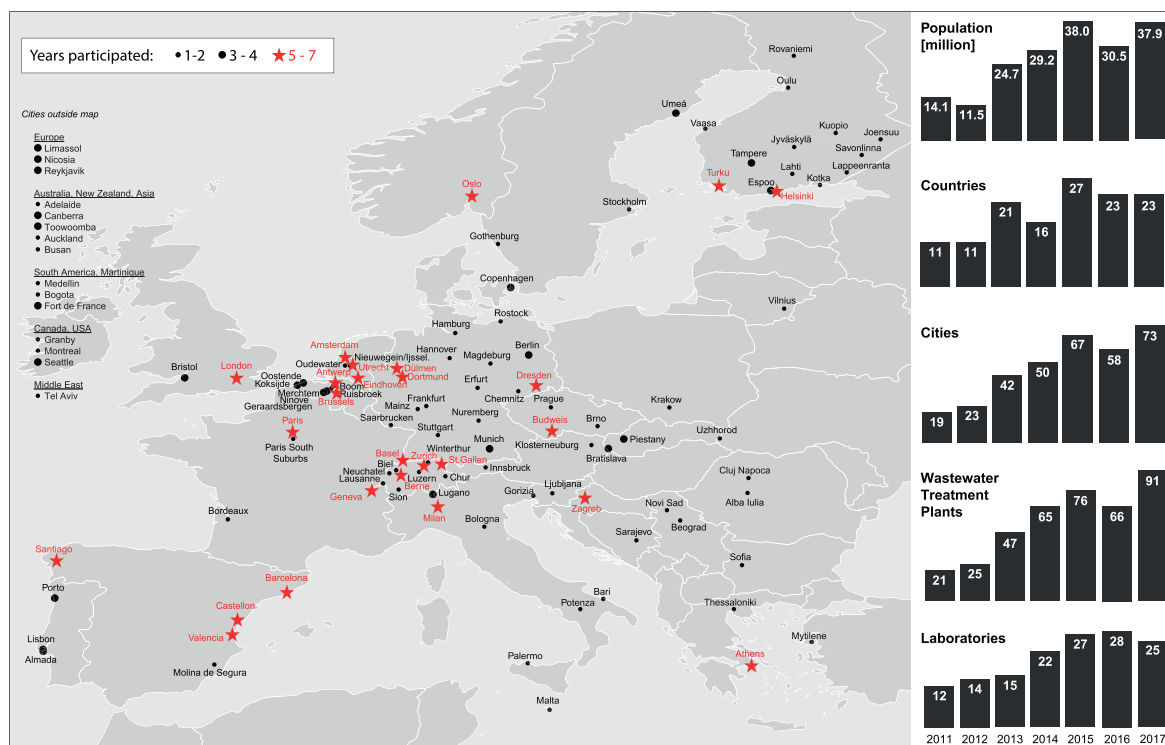 Years participated: 1-2 3 - 4 5 - 7
Cities outside map
Europe
Limassol
Nicosia
Reykjavik
Australia, New Zealand, Asia
Adelaide
Canberra
Toowoomba
Auckland
Busan
South America, Martinique
Medellin
Bogota
Fort de France
Canada, USA
Granby
Montreal
Seattle
Middle East
Tel Aviv
Rovaniemi
Oulu
Umeå
Vaasa
Kuopio
Joensuu
Jyväskylä
Savonlinna
Tampere
Lahti
Lappeenranta
Turku
Espoo
Kotka
Helsinki
Oslo
Stockholm
Gothenburg
Copenhagen
Vilnius
Rostock
Hamburg
Amsterdam
Nieuwegein/Ijssel.
Hannover
Berlin
Oudewater
Utrecht
Dülmen
Magdeburg
Bristol
London
Oostende
Antwerp
Eindhoven
Dortmund
Koksijde
Boom
Erfurt
Dresden
Merchtem
Ruisbroek
Chemnitz
Ninove
Brussels
Geraardsbergen
Mainz
Frankfurt
Prague
Krakow
Saarbrucken
Nuremberg
Budweis
Brno
Uzhorod
Paris
Stuttgart
Klosterneuburg
Piestany
Paris South
Suburbs
Munich
Bratislava
Basel
Zurich
Winterthur
St.Gallen
Biel
Innsbruck
Neuchatel
Luzern
Chur
Lausanne
Berne
Cluj Napoca
Geneva
Sion
Lugano
Gorizia
Ljubljana
Zagreb
Alba Iulia
Milan
Novi Sad
Bordeaux
Bologna
Beograd
Sarajevo
Santiago
Sofia
Porto
Barcelona
Bari
Potenza
Castellon
Thessaloniki
Valencia
Lisbon
Almada
Mytilene
Molina de Segura
Palermo
Athens
Malta
Population
[million]
14.1 11.5 24.7 29.2 38.0 30.5 37.9
Countries
11 11 21 16 27 23 23
Cities
19 23 42 50 67 58 73
Wastewater
Treatment
Plants
21 25 47 65 76 66 91
Laboratories
12 14 15 22 27 28 25
2011 2012 2013 2014 2015 2016 2017